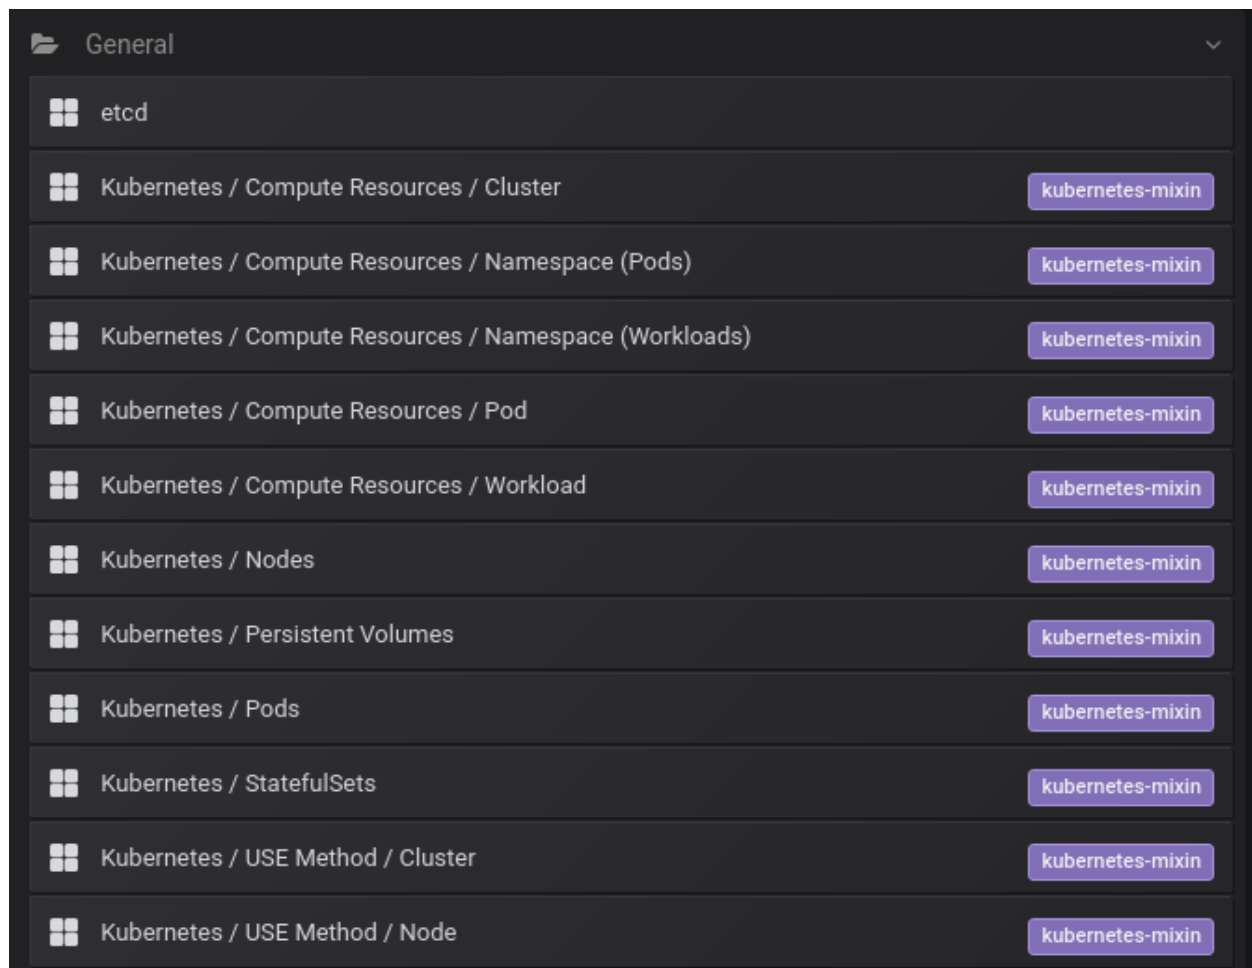 General
etcd
Kubernetes / Compute Resources / Cluster kubernetes-mixin
Kubernetes / Compute Resources / Namespace (Pods) kubernetes-mixin
Kubernetes / Compute Resources / Namespace (Workloads) kubernetes-mixin
Kubernetes / Compute Resources / Pod kubernetes-mixin
Kubernetes / Compute Resources / Workload kubernetes-mixin
Kubernetes / Nodes kubernetes-mixin
Kubernetes / Persistent Volumes kubernetes-mixin
Kubernetes / Pods kubernetes-mixin
Kubernetes / StatefulSets kubernetes-mixin
Kubernetes / USE Method / Cluster kubernetes-mixin
Kubernetes / USE Method / Node kubernetes-mixin